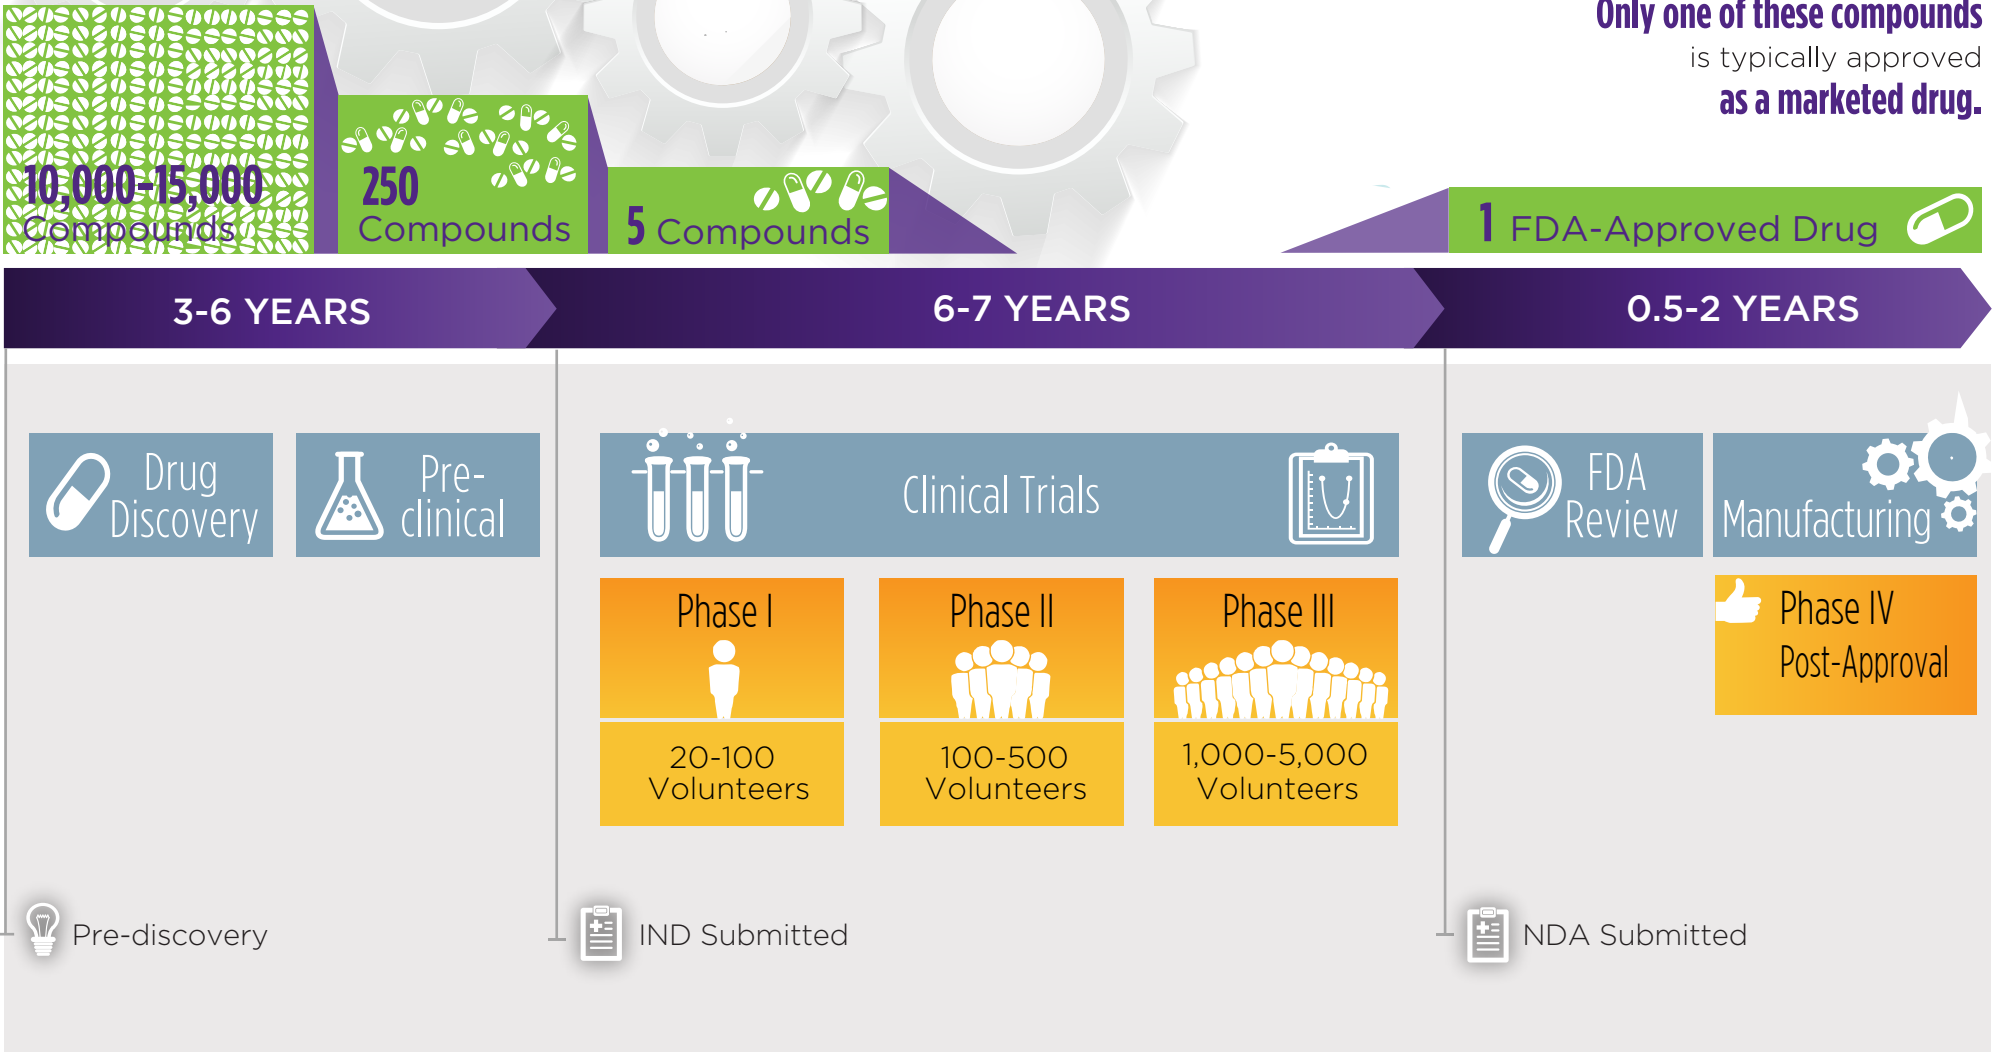 Only one of these compounds
is typically approved
as a marketed drug.
10,000-15,000
Compounds
250
Compounds
5 Compounds
1 FDA-Approved Drug
3-6 YEARS
6-7 YEARS
0.5-2 YEARS
Drug
Discovery
Pre-
clinical
Clinical Trials
FDA
Review
Manufacturing
Phase I
Phase II
Phase III
Phase IV
Post-Approval
20-100
Volunteers
100-500
Volunteers
1,000-5,000
Volunteers
Pre-discovery
IND Submitted
NDA Submitted